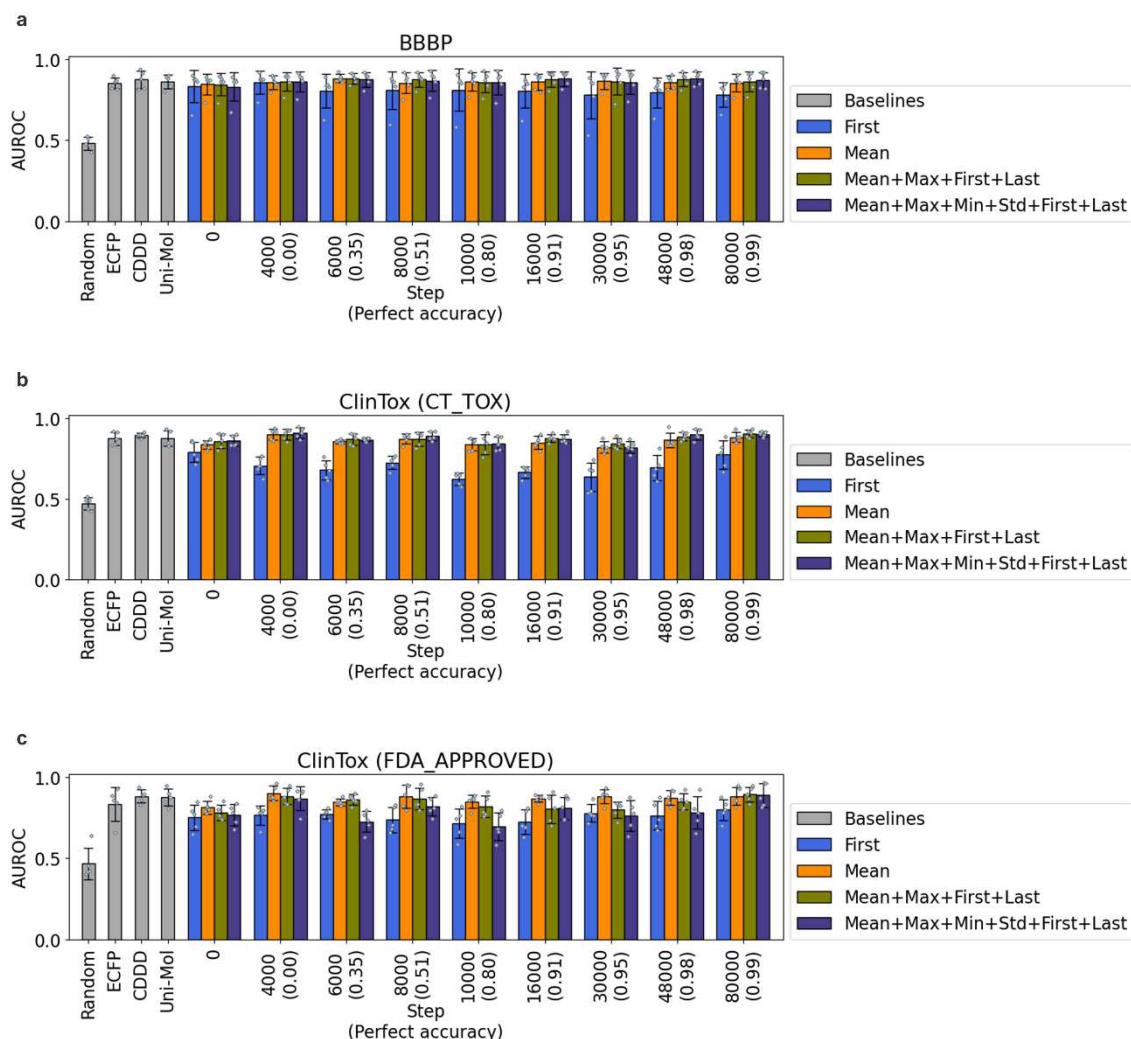 a
BBBP
1.0
0.5
0.0
AUROC
Random
ECFP
CDDD
Uni-Mol
0
4000
(0.00)
6000
(0.35)
8000
(0.51)
10000
(0.80)
16000
(0.91)
30000
(0.95)
48000
(0.98)
80000
(0.99)
Step
(Perfect accuracy)
Baselines
First
Mean
Mean+Max+First+Last
Mean+Max+Min+Std+First+Last
b
ClinTox (CT_TOX)
1.0
0.5
0.0
AUROC
Random
ECFP
CDDD
Uni-Mol
0
4000
(0.00)
6000
(0.35)
8000
(0.51)
10000
(0.80)
16000
(0.91)
30000
(0.95)
48000
(0.98)
80000
(0.99)
Step
(Perfect accuracy)
Baselines
First
Mean
Mean+Max+First+Last
Mean+Max+Min+Std+First+Last
c
ClinTox (FDA_APPROVED)
1.0
0.5
0.0
AUROC
Random
ECFP
CDDD
Uni-Mol
0
4000
(0.00)
6000
(0.35)
8000
(0.51)
10000
(0.80)
16000
(0.91)
30000
(0.95)
48000
(0.98)
80000
(0.99)
Step
(Perfect accuracy)
Baselines
First
Mean
Mean+Max+First+Last
Mean+Max+Min+Std+First+Last